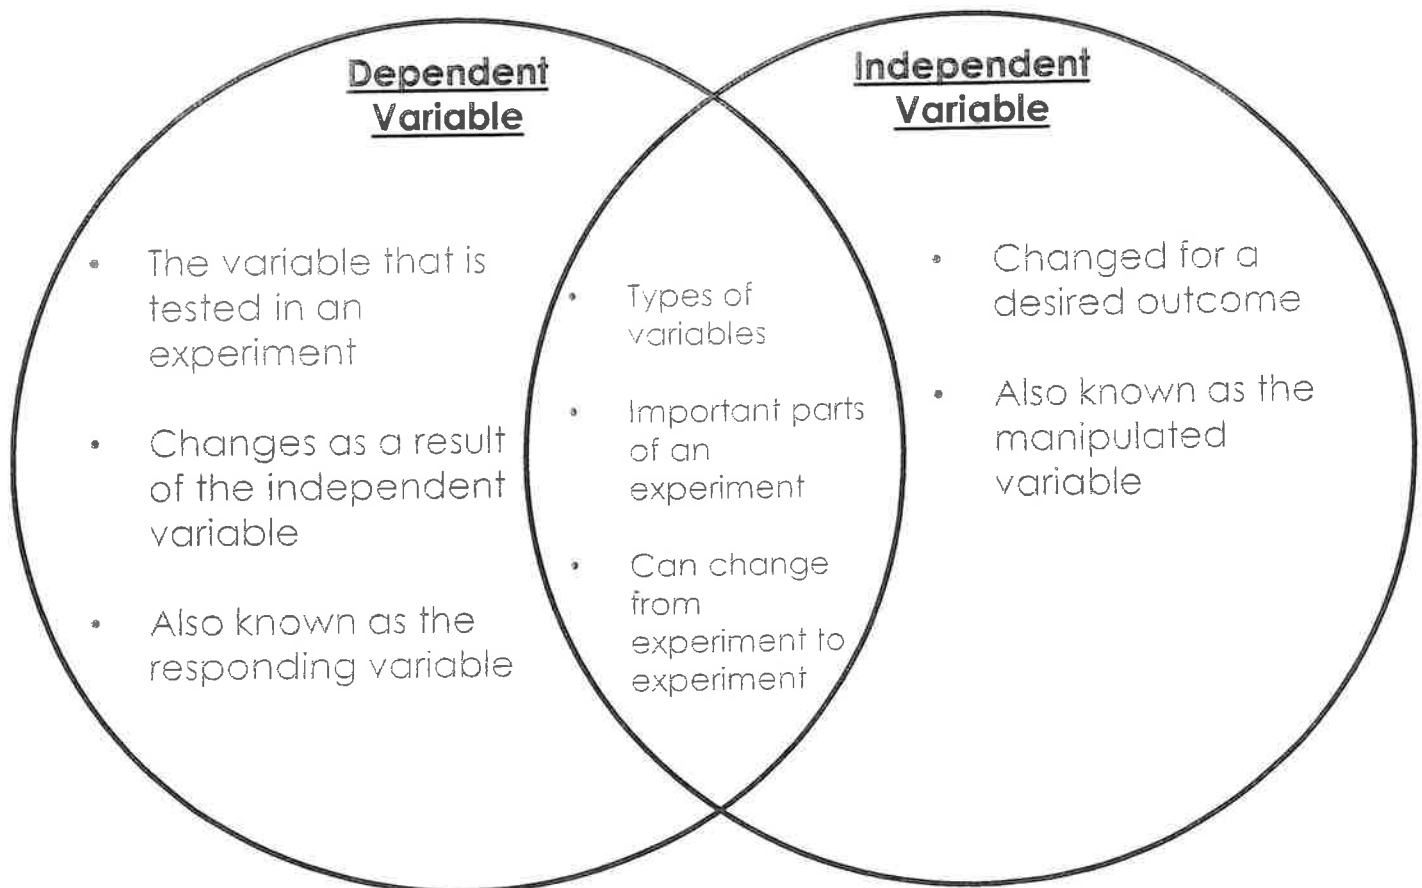 Dependent
Variable
• The variable that is
tested in an
experiment
• Changes as a result
of the independent
variable
• Also known as the
responding variable
• Types of
variables
• Important parts
of an
experiment
• Can change
from
experiment to
experiment
Independent
Variable
• Changed for a
desired outcome
• Also known as the
manipulated
variable